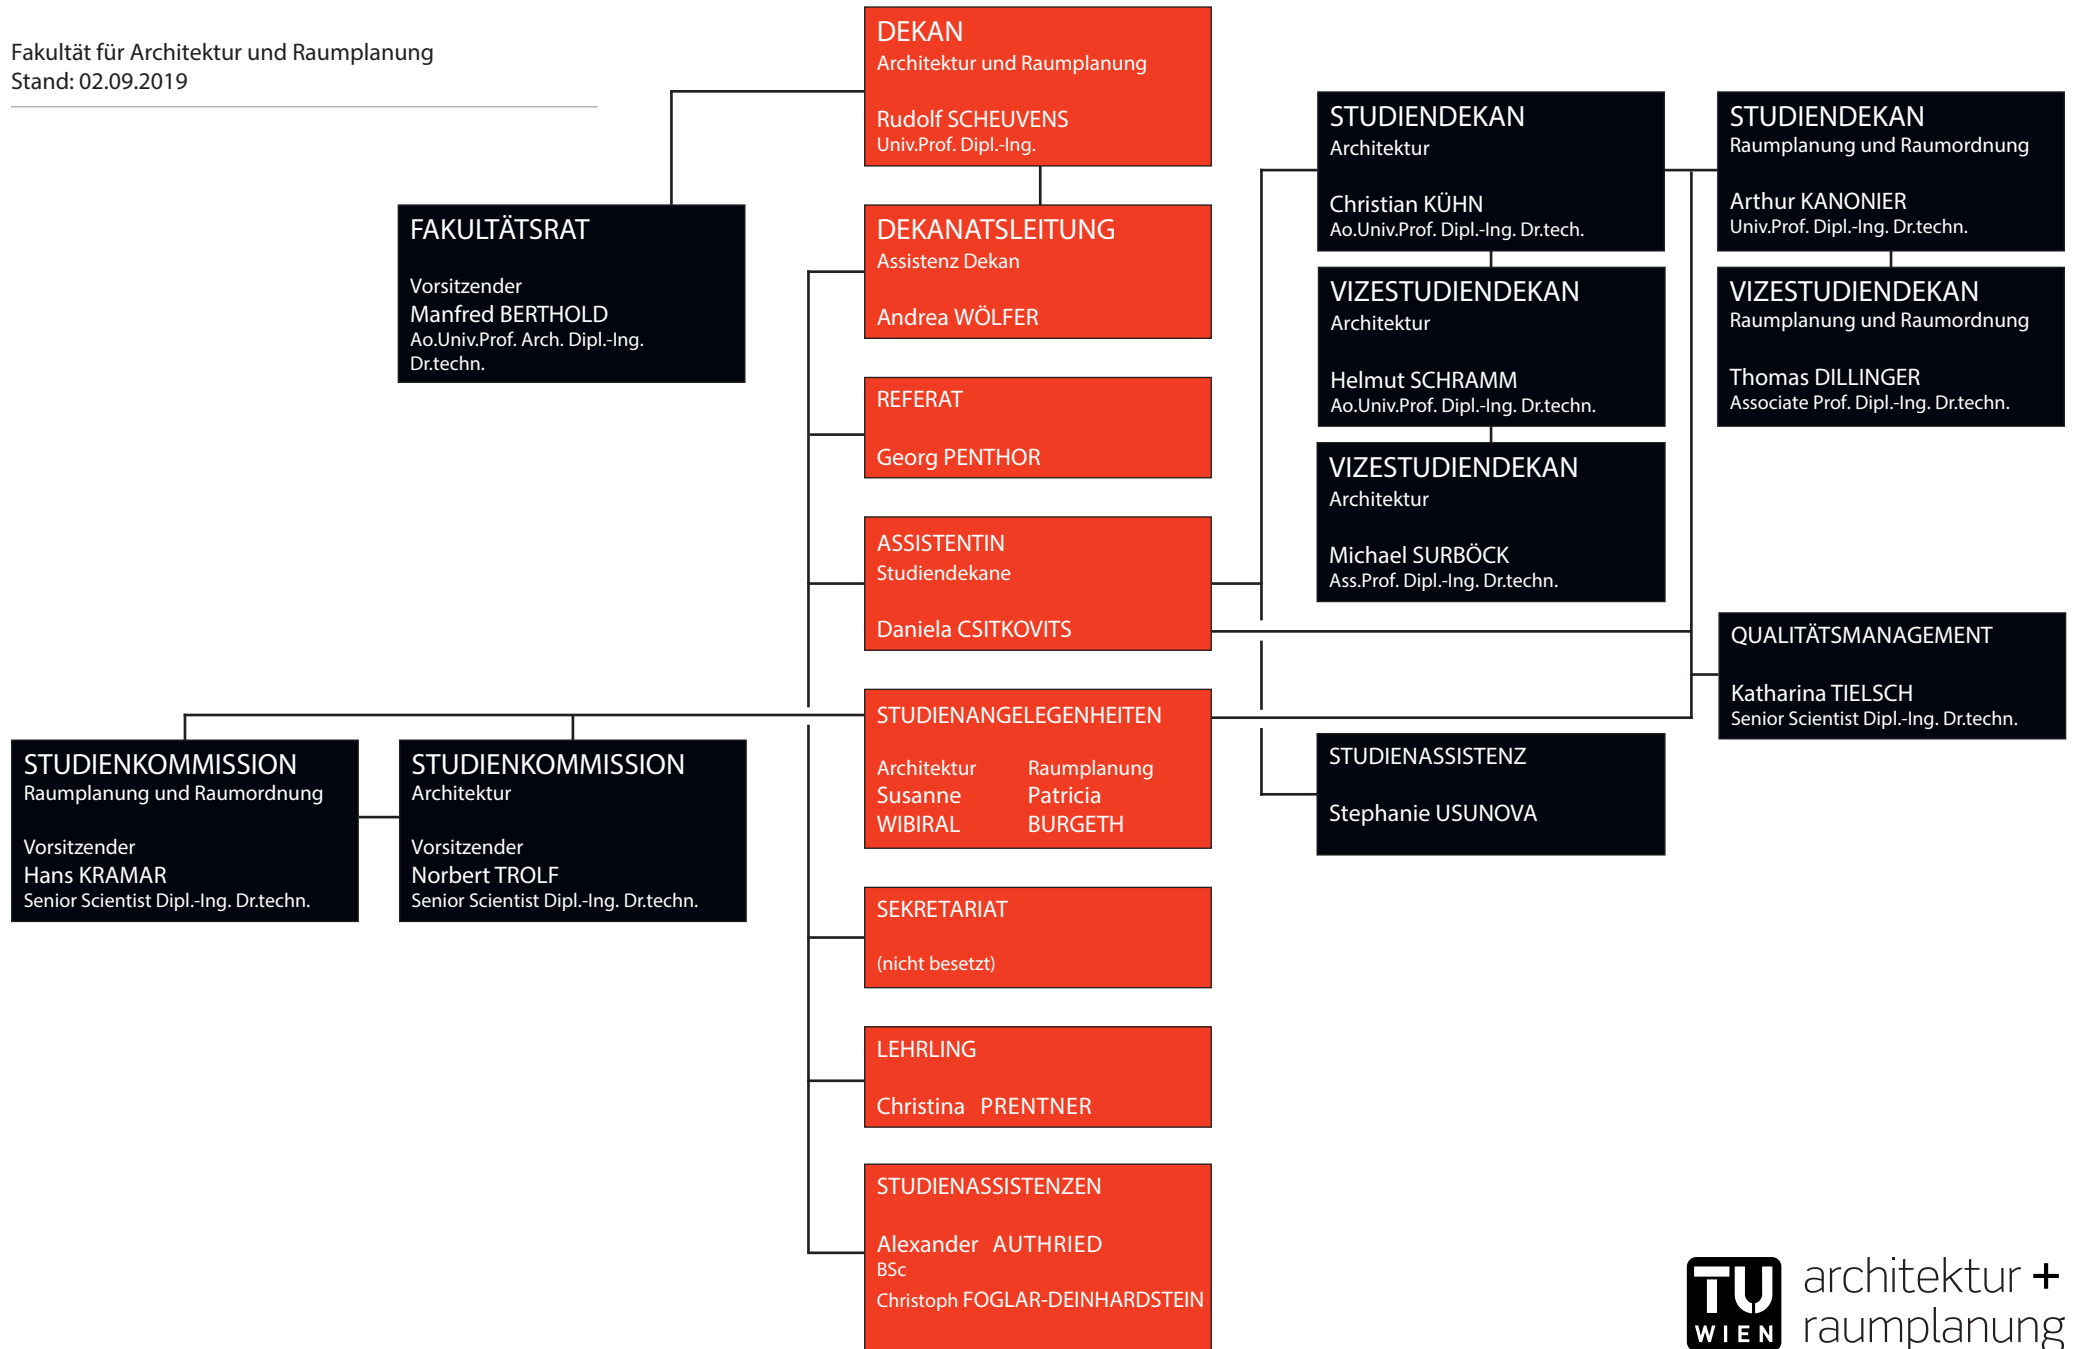 Fakultät für Architektur und Raumplanung
Stand: 02.09.2019
DEKAN
Architektur und Raumplanung
Rudolf SCHEUVENS
Univ.Prof. Dipl.-Ing.
FAKULTÄTSRAT
Vorsitzender
Manfred BERTHOLD
Ao.Univ.Prof. Arch. Dipl.-Ing.
Dr.techn.
DEKANATSLEITUNG
Assistenz Dekan
Andrea WÖLFER
REFERAT
Georg PENTHOR
ASSISTENTIN
Studiendekane
Daniela CSITKOVITS
STUDIENDEKAN
Architektur
Christian KÜHN
Ao.Univ.Prof. Dipl.-Ing. Dr.tech.
VIZESTUDIENDEKAN
Architektur
Helmut SCHRAMM
Ao.Univ.Prof. Dipl.-Ing. Dr.techn.
VIZESTUDIENDEKAN
Architektur
Michael SURBÖCK
Ass.Prof. Dipl.-Ing. Dr.techn.
STUDIENDEKAN
Raumplanung und Raumordnung
Arthur KANONIER
Univ.Prof. Dipl.-Ing. Dr.techn.
VIZESTUDIENDEKAN
Raumplanung und Raumordnung
Thomas DILLINGER
Associate Prof. Dipl.-Ing. Dr.techn.
QUALITÄTSMANAGEMENT
Katharina TIELSCH
Senior Scientist Dipl.-Ing. Dr.techn.
STUDIENKOMMISSION
Raumplanung und Raumordnung
Vorsitzender
Hans KRAMAR
Senior Scientist Dipl.-Ing. Dr.techn.
STUDIENKOMMISSION
Architektur
Vorsitzender
Norbert TROLF
Senior Scientist Dipl.-Ing. Dr.techn.
STUDIENANGELEGENHEITEN
Architektur Raumplanung
Susanne Patricia
WIBIRAL BURGETH
STUDIENASSISTENZ
Stephanie USUNOVA
SEKRETARIAT
(nicht besetzt)
LEHRLING
Christina PRENTNER
STUDIENASSISTENZEN
Alexander AUTHRIED
BSc
Christoph FOGLAR-DEINHARDSTEIN
TU
WIEN
architektur +
raumplanung